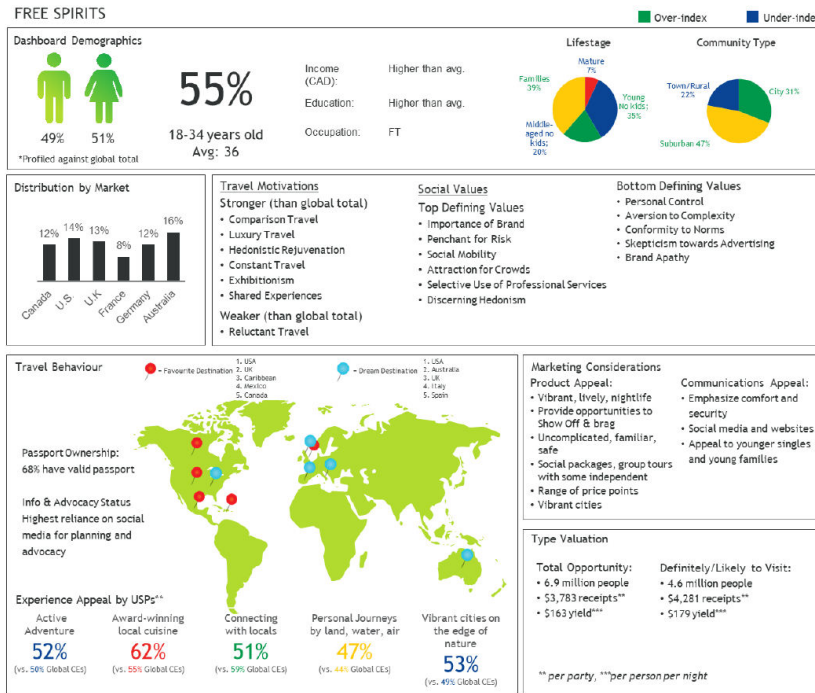 FREE SPIRITS
Over-index
Under-inde
Dashboard Demographics
49%
51%
*Profiled against global total
55%
18-34 years old
Avg: 36
Income
(CAD):
Higher than avg.
Education:
Higher than avg.
Occupation:
FT
Lifestage
Mature
7%
Families
39%
Young
No kids;
35%
Middle-
aged no
kids;
20%
Community Type
Town/Rural
22%
City 31%
Suburban 47%
Distribution by Market
12%
14%
13%
8%
12%
16%
Canada
U.S.
U.K
France
Germany
Australia
Travel Motivations
Stronger (than global total)
• Comparison Travel
• Luxury Travel
• Hedonistic Rejuvenation
• Constant Travel
• Exhibitionism
• Shared Experiences
Weaker (than global total)
• Reluctant Travel
Social Values
Top Defining Values
• Importance of Brand
• Penchant for Risk
• Social Mobility
• Attraction for Crowds
• Selective Use of Professional Services
• Discerning Hedonism
Bottom Defining Values
• Personal Control
• Aversion to Complexity
• Conformity to Norms
• Skepticism towards Advertising
• Brand Apathy
Travel Behaviour
= Favourite Destination
1. USA
2. UK
3. Caribbean
4. Mexico
5. Canada
= Dream Destination
1. USA
2. Australia
3. UK
4. Italy
5. Spain
Passport Ownership:
68% have valid passport
Info & Advocacy Status
Highest reliance on social
media for planning and
advocacy
Experience Appeal by USPs**
Active
Adventure
52%
(vs. 50% Global CEs)
Award-winning
local cuisine
62%
(vs. 55% Global CEs)
Connecting
with locals
51%
(vs. 59% Global CEs)
Personal Journeys
by land, water, air
47%
(vs. 44% Global CEs)
Vibrant cities on
the edge of
nature
53%
(vs. 49% Global CEs)
Marketing Considerations
Product Appeal:
• Vibrant, lively, nightlife
• Provide opportunities to
Show Off & brag
• Uncomplicated, familiar,
safe
• Social packages, group tours
with some independent
• Range of price points
• Vibrant cities
Communications Appeal:
• Emphasize comfort and
security
• Social media and websites
• Appeal to younger singles
and young families
Type Valuation
Total Opportunity:
• 6.9 million people
• $3,783 receipts**
• $163 yield***
Definitely/Likely to Visit:
• 4.6 million people
• $4,281 receipts**
• $179 yield***
** per party, ***per person per night